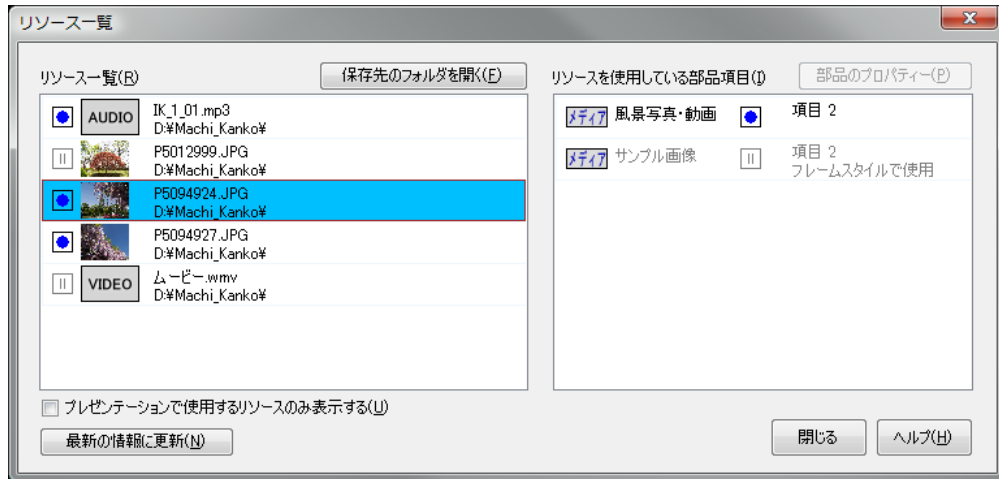 リソース一覧
X
リソース一覧(R)
保存先のフォルダを開く(F)
リソースを使用している部品項目(I)
部品のプロパティー(P)
AUDIO
IK_1_01.mp3
D:¥Machi_Kanko¥
P5012999.JPG
D:¥Machi_Kanko¥
P5094924.JPG
D:¥Machi_Kanko¥
P5094927.JPG
D:¥Machi_Kanko¥
VIDEO
ムービー.wmv
D:¥Machi_Kanko¥
メディア 風景写真・動画 項目 2
メディア サンプル画像 項目 2
フレームスタイルで使用
プレゼンテーションで使用するリソースのみ表示する(U)
最新の情報に更新(N)
閉じる
ヘルプ(H)